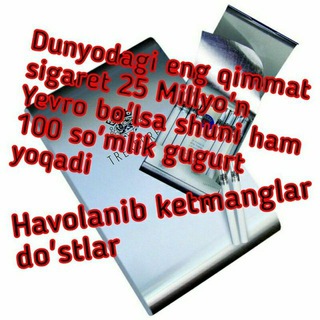 Dunyodagi eng qimmat
sigaret 25 Milliyo'n
Yevro bo'lsa shuni ham
100 so'mlik gugurt
yoqadi
Havolanib ketmanglar
do'stlar